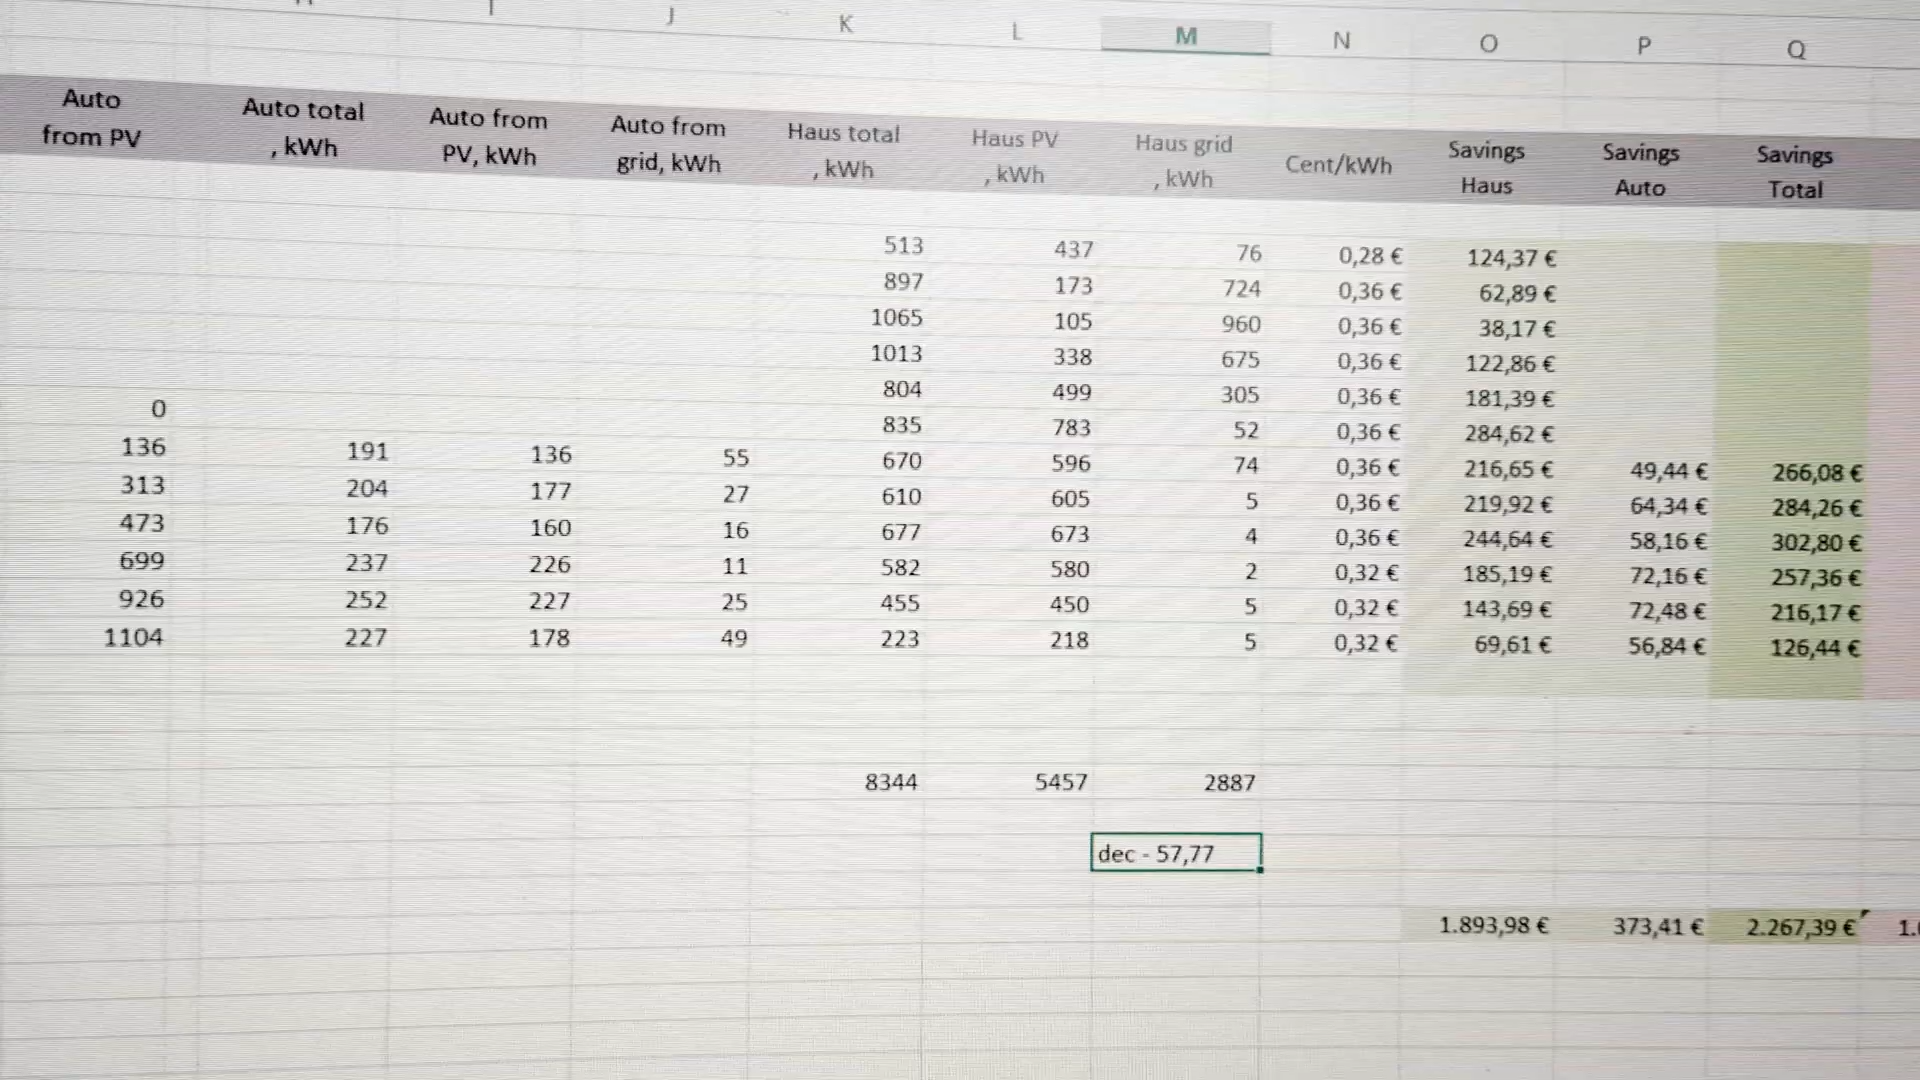 J K L M N O P Q
Auto from PV Auto total , kWh Auto from PV, kWh Auto from grid, kWh Haus total , kWh Haus PV , kWh Haus grid , kWh Cent/kWh Savings Haus Savings Auto Savings Total
513 437 76 0,28 € 124,37 €
897 173 724 0,36 € 62,89 €
1065 105 960 0,36 € 38,17 €
1013 338 675 0,36 € 122,86 €
804 499 305 0,36 € 181,39 €
0 835 783 52 0,36 € 284,62 €
136 191 136 55 670 596 74 0,36 € 216,65 € 49,44 € 266,08 €
313 204 177 27 610 605 5 0,36 € 219,92 € 64,34 € 284,26 €
473 176 160 16 677 673 4 0,36 € 244,64 € 58,16 € 302,80 €
699 237 226 11 582 580 2 0,32 € 185,19 € 72,16 € 257,36 €
926 252 227 25 455 450 5 0,32 € 143,69 € 72,48 € 216,17 €
1104 227 178 49 223 218 5 0,32 € 69,61 € 56,84 € 126,44 €
8344 5457 2887
dec - 57,77
1.893,98 € 373,41 € 2.267,39 €